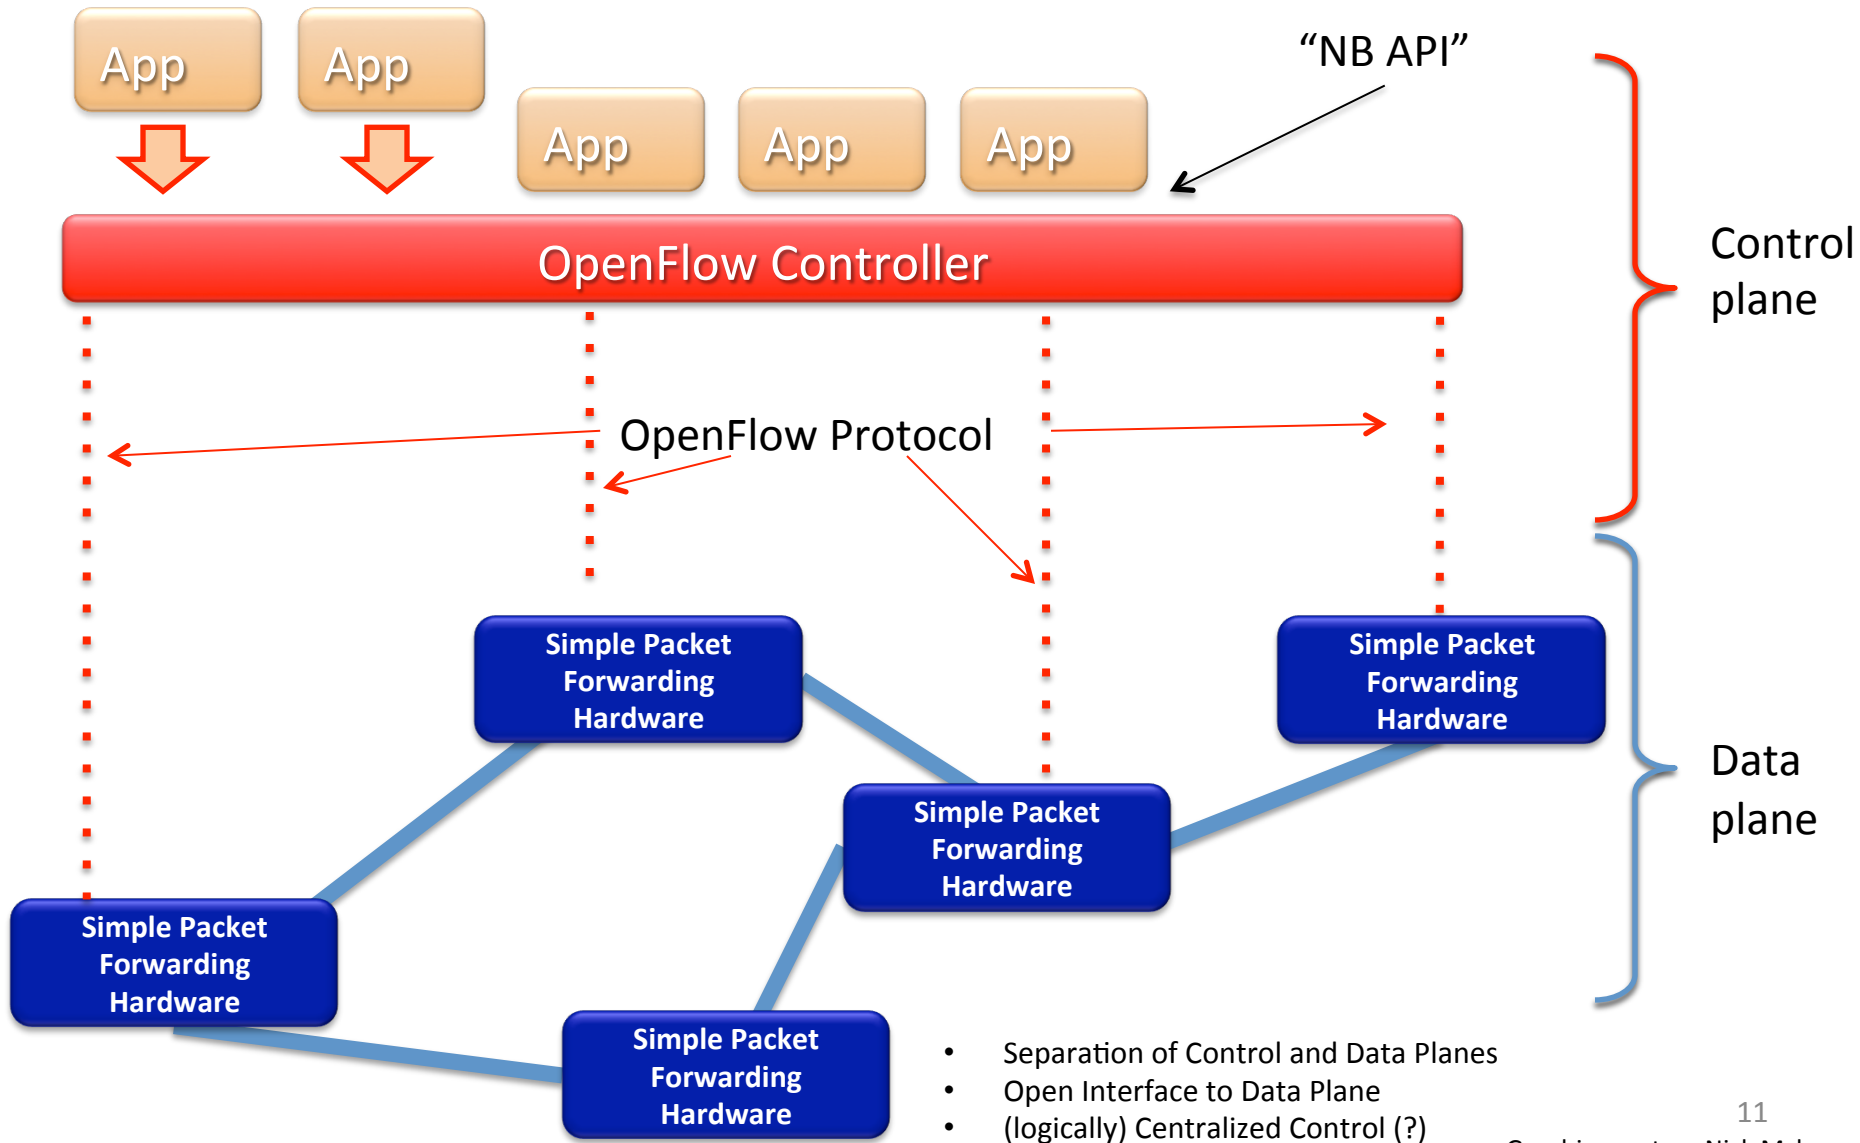 App
App
App
App
App
“NB API”
OpenFlow Controller
Control
plane
OpenFlow Protocol
Simple Packet
Forwarding
Hardware
Simple Packet
Forwarding
Hardware
Simple Packet
Forwarding
Hardware
Data
plane
Simple Packet
Forwarding
Hardware
Simple Packet
Forwarding
Hardware
• Separation of Control and Data Planes
• Open Interface to Data Plane
• (logically) Centralized Control (?)
11